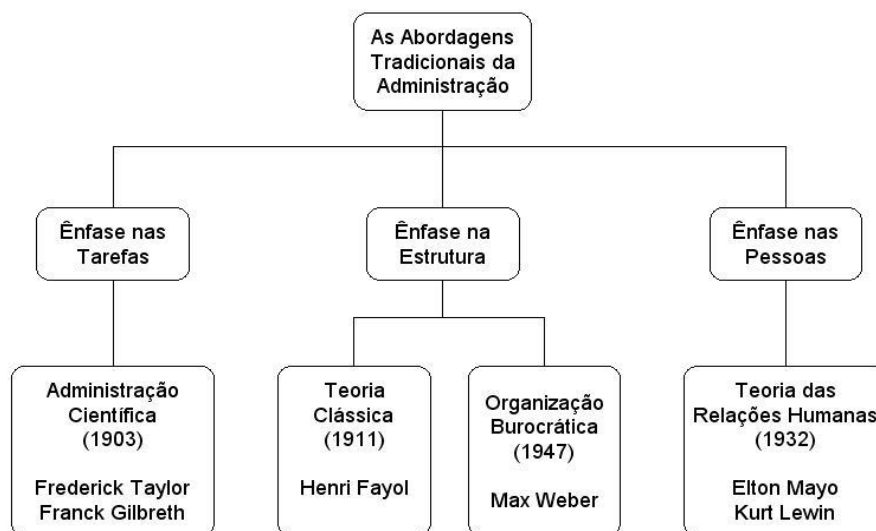 As Abordagens
Tradicionais da
Administração
Ênfase nas
Tarefas
Ênfase na
Estrutura
Ênfase nas
Pessoas
Administração
Científica
(1903)
Frederick Taylor
Franck Gilbreth
Teoria
Clássica
(1911)
Henri Fayol
Organização
Burocrática
(1947)
Max Weber
Teoria das
Relações Humanas
(1932)
Elton Mayo
Kurt Lewin